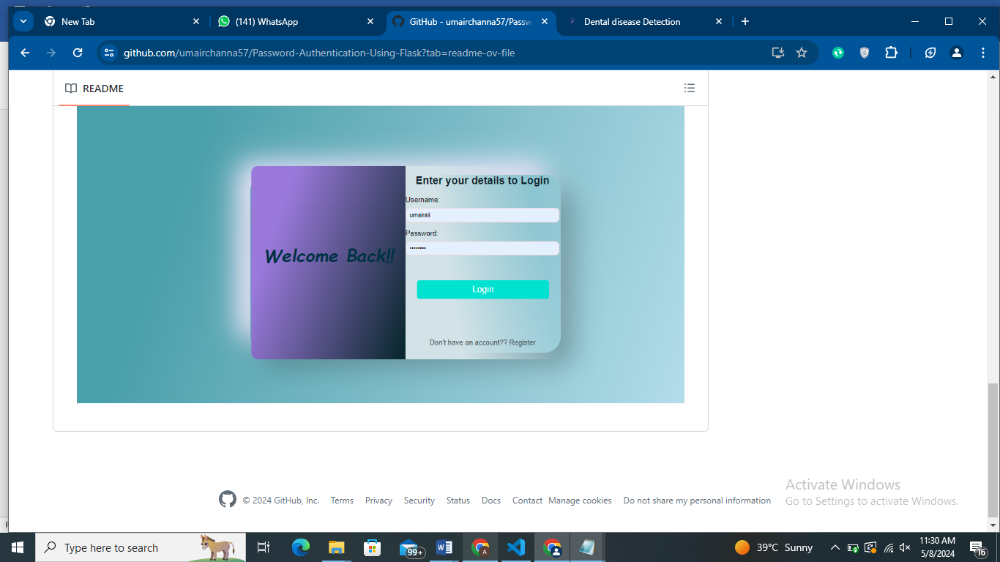 New Tab
(141) WhatsApp
GitHub - umairchanna57/Passw
Dental disease Detection
github.com/umairchanna57/Password-Authentication-Using-Flask?tab=readme-ov-file
README
Enter your details to Login
Username:
umairali
Password:
••••••••
Welcome Back!!
Login
Don't have an account?? Register
Activate Windows
Go to Settings to activate Windows.
© 2024 GitHub, Inc. Terms Privacy Security Status Docs Contact Manage cookies Do not share my personal information
Type here to search
99+
A
39°C Sunny
11:30 AM
5/8/2024
16